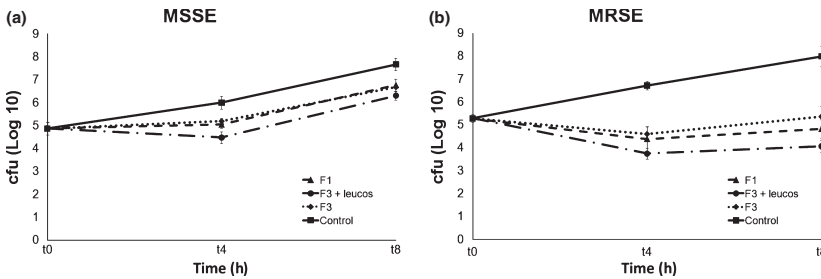 (a) MSSE
cfu (Log 10)
9
8
7
6
5
4
3
2
1
0
F1
F3 + leucos
F3
Control
t0 t4 t8
Time (h)
(b) MRSE
cfu (Log 10)
9
8
7
6
5
4
3
2
1
0
F1
F3 + leucos
F3
Control
t0 t4 t8
Time (h)